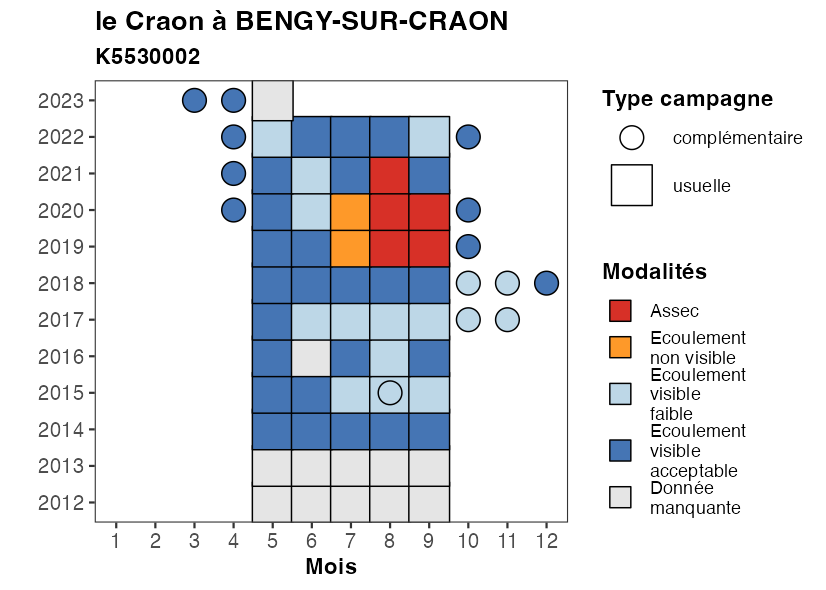 le Craon à BENGY-SUR-CRAON
K5530002
2023
2022
2021
2020
2019
2018
2017
2016
2015
2014
2013
2012
1 2 3 4 5 6 7 8 9 10 11 12
Mois
Type campagne
complémentaire
usuelle
Modalités
Assec
Ecoulement
non visible
Ecoulement
visible
faible
Ecoulement
visible
acceptable
Donnée
manquante